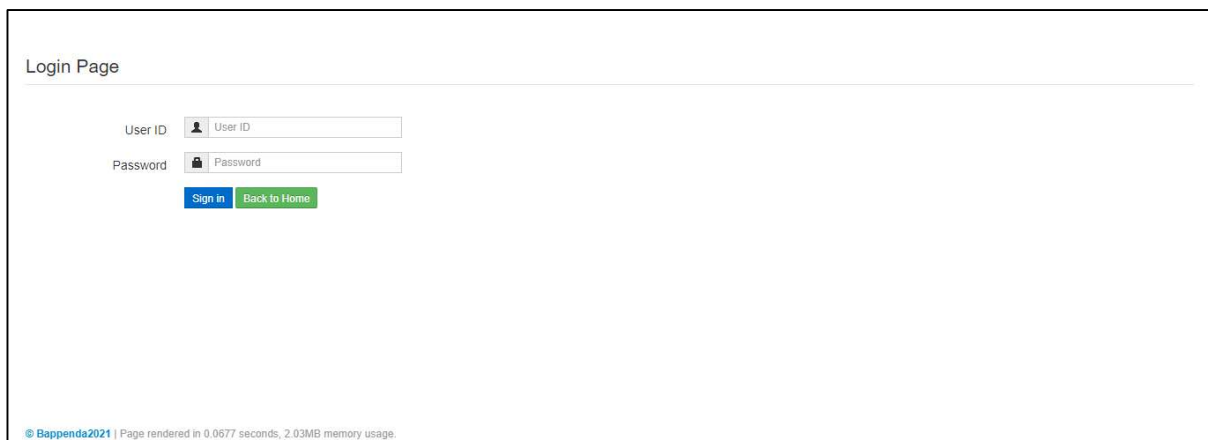 Login Page
User ID User ID
Password Password
Sign in Back to Home
© Bappenda2021 | Page rendered in 0.0677 seconds, 2.03MB memory usage.